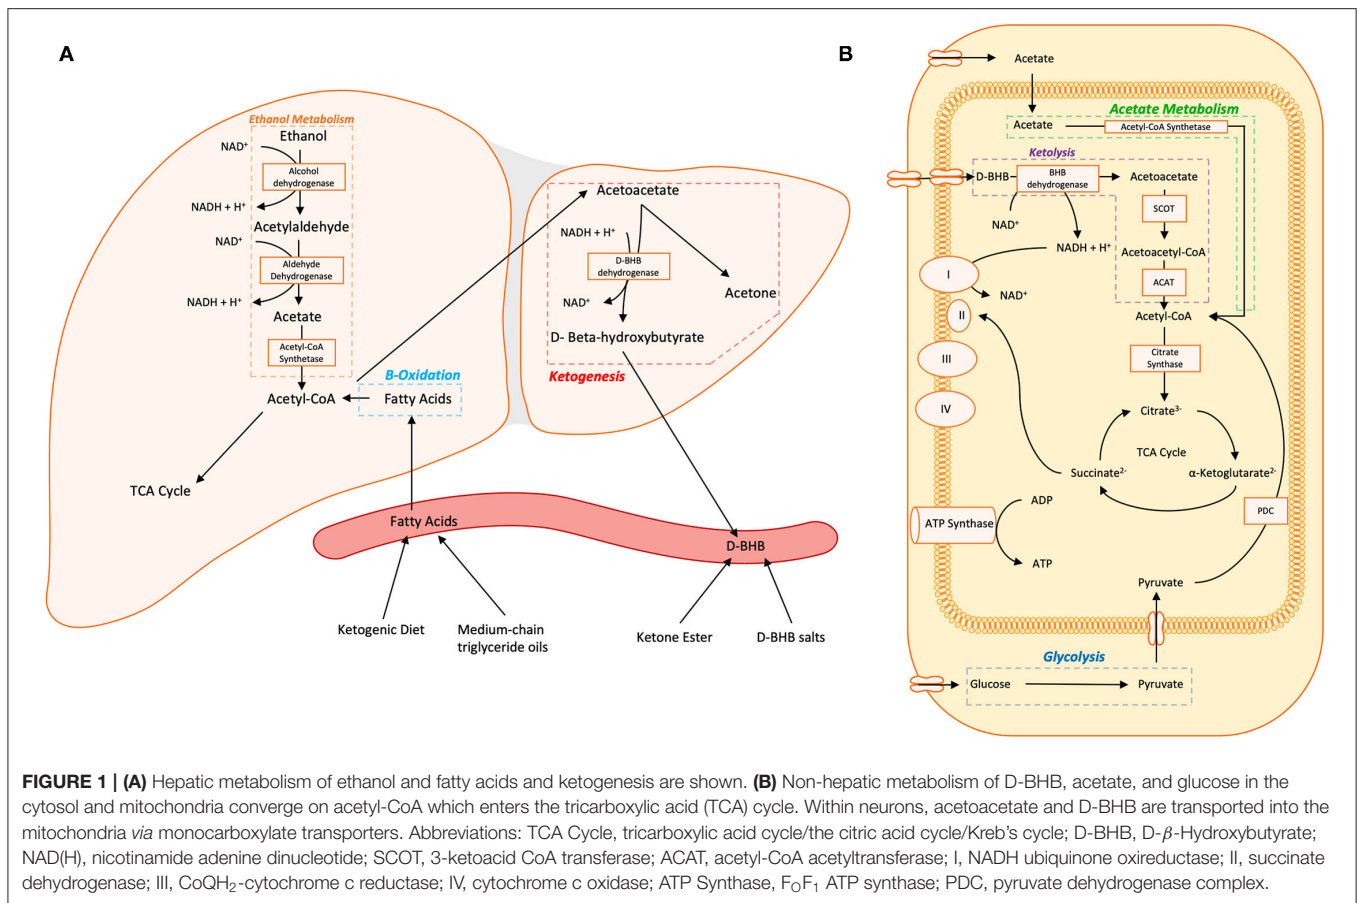 (A)
Ethanol Metabolism
Ethanol
NAD+
Alcohol
dehydrogenase
NADH + H+
Acetylaldehyde
NAD+
Aldehyde
Dehydrogenase
NADH + H+
Acetate
Acetyl-CoA
Synthetase
Acetyl-CoA
B-Oxidation
Fatty Acids
TCA Cycle
Acetoacetate
NADH + H+
D-BHB
dehydrogenase
NAD+
Acetone
D- Beta-hydroxybutyrate
Ketogenesis
Fatty Acids
D-BHB
Ketogenic Diet
Medium-chain
triglyceride oils
Ketone Ester
D-BHB salts
(B)
Acetate
Acetate Metabolism
Acetate
Acetyl-CoA Synthetase
Ketolysis
D-BHB
BHB
dehydrogenase
Acetoacetate
SCOT
NAD+
NADH + H+
Acetoacetyl-CoA
I
ACAT
NAD+
II
Acetyl-CoA
III
Citrate
Synthase
IV
Citrate3-
TCA Cycle
Succinate2-
α-Ketoglutarate2-
ADP
PDC
ATP Synthase
ATP
Pyruvate
Glycolysis
Glucose
Pyruvate
FIGURE 1 | (A) Hepatic metabolism of ethanol and fatty acids and ketogenesis are shown. (B) Non-hepatic metabolism of D-BHB, acetate, and glucose in the
cytosol and mitochondria converge on acetyl-CoA which enters the tricarboxylic acid (TCA) cycle. Within neurons, acetoacetate and D-BHB are transported into the
mitochondria via monocarboxylate transporters. Abbreviations: TCA Cycle, tricarboxylic acid cycle/the citric acid cycle/Kreb's cycle; D-BHB, D-β-Hydroxybutyrate;
NAD(H), nicotinamide adenine dinucleotide; SCOT, 3-ketoacid CoA transferase; ACAT, acetyl-CoA acetyltransferase; I, NADH ubiquinone oxireductase; II, succinate
dehydrogenase; III, CoQH2-cytochrome c reductase; IV, cytochrome c oxidase; ATP Synthase, FOF1 ATP synthase; PDC, pyruvate dehydrogenase complex.